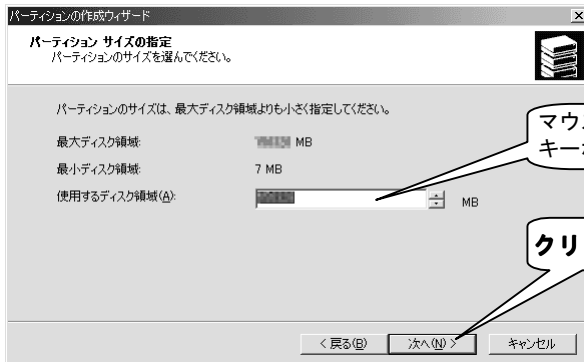 パーティションの作成ウィザード
パーティション サイズの指定
パーティションのサイズを選んでください。
パーティションのサイズは、最大ディスク領域よりも小さく指定してください。
最大ディスク領域: MB
最小ディスク領域: 7 MB
使用するディスク領域(A): MB
マウ
キー
クリ
< 戻る(B)
次へ(N) >
キャンセル